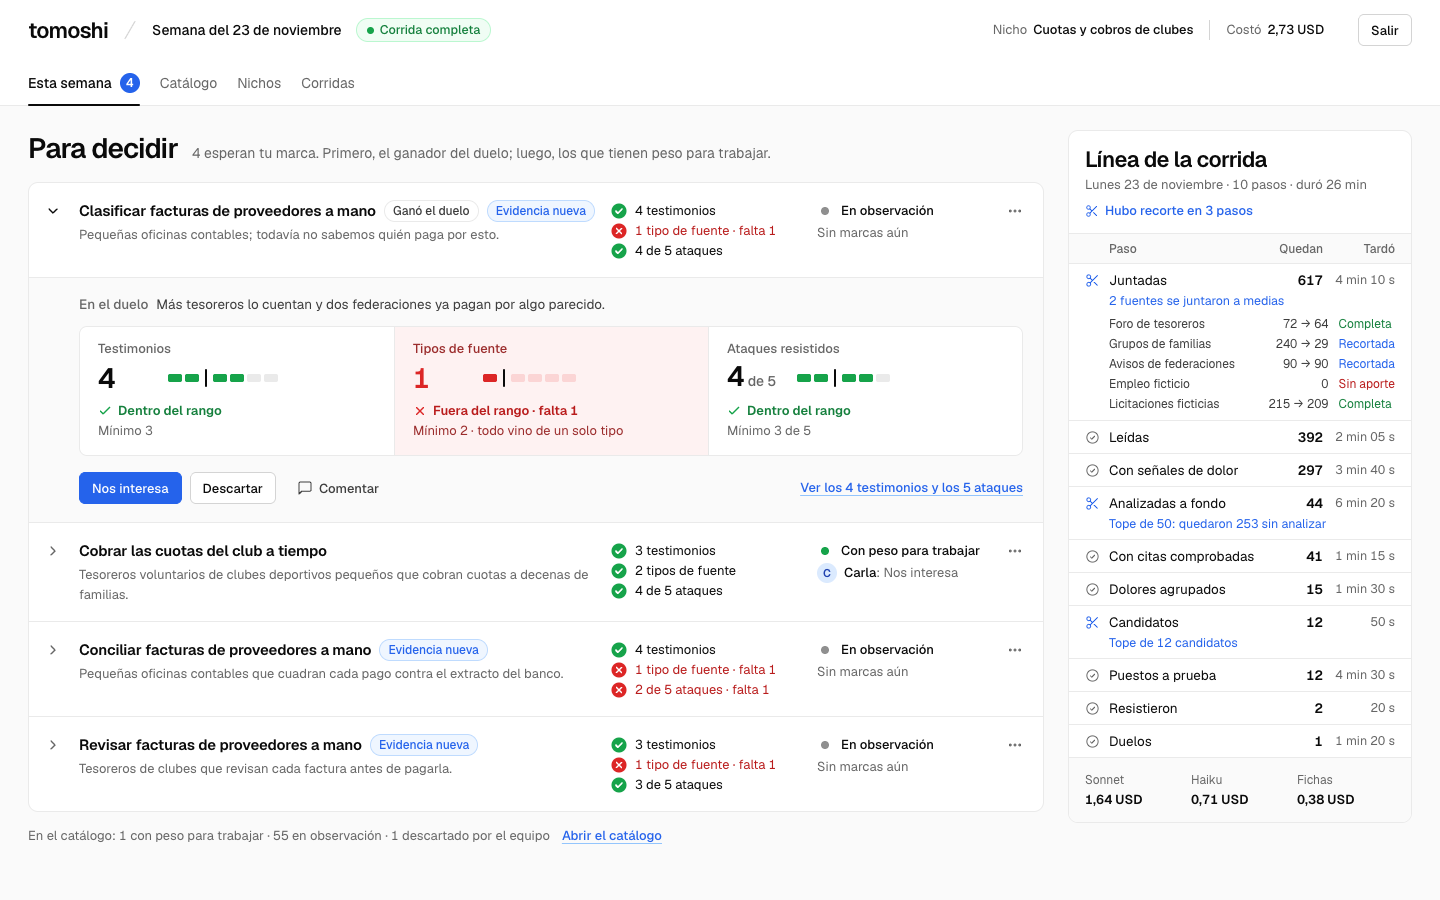 tomoshi / Semana del 23 de noviembre Corrida completa
Nicho Cuotas y cobros de clubes Costó 2,73 USD Salir
Esta semana 4 Catálogo Nichos Corridas
Para decidir 4 esperan tu marca. Primero, el ganador del duelo; luego, los que tienen peso para trabajar.
Clasificar facturas de proveedores a mano Ganó el duelo Evidencia nueva
Pequeñas oficinas contables; todavía no sabemos quién paga por esto.
4 testimonios
1 tipo de fuente · falta 1
4 de 5 ataques
En observación
Sin marcas aún
En el duelo Más tesoreros lo cuentan y dos federaciones ya pagan por algo parecido.
Testimonios
4
Dentro del rango
Mínimo 3
Tipos de fuente
1
Fuera del rango · falta 1
Mínimo 2 · todo vino de un solo tipo
Ataques resistidos
4 de 5
Dentro del rango
Mínimo 3 de 5
Nos interesa Descartar Comentar Ver los 4 testimonios y los 5 ataques
Cobrar las cuotas del club a tiempo
Tesoreros voluntarios de clubes deportivos pequeños que cobran cuotas a decenas de
familias.
3 testimonios
2 tipos de fuente
4 de 5 ataques
Con peso para trabajar
C Carla: Nos interesa
Conciliar facturas de proveedores a mano Evidencia nueva
Pequeñas oficinas contables que cuadran cada pago contra el extracto del banco.
4 testimonios
1 tipo de fuente · falta 1
2 de 5 ataques · falta 1
En observación
Sin marcas aún
Revisar facturas de proveedores a mano Evidencia nueva
Tesoreros de clubes que revisan cada factura antes de pagarla.
3 testimonios
1 tipo de fuente · falta 1
3 de 5 ataques
En observación
Sin marcas aún
En el catálogo: 1 con peso para trabajar · 55 en observación · 1 descartado por el equipo Abrir el catálogo
Línea de la corrida
Lunes 23 de noviembre · 10 pasos · duró 26 min
Hubo recorte en 3 pasos
Paso Quedan Tardó
Juntadas 617 4 min 10 s
2 fuentes se juntaron a medias
Foro de tesoreros 72 → 64 Completa
Grupos de familias 240 → 29 Recortada
Avisos de federaciones 90 → 90 Recortada
Empleo ficticio 0 Sin aporte
Licitaciones ficticias 215 → 209 Completa
Leídas 392 2 min 05 s
Con señales de dolor 297 3 min 40 s
Analizadas a fondo 44 6 min 20 s
Tope de 50: quedaron 253 sin analizar
Con citas comprobadas 41 1 min 15 s
Dolores agrupados 15 1 min 30 s
Candidatos 12 50 s
Tope de 12 candidatos
Puestos a prueba 12 4 min 30 s
Resistieron 2 20 s
Duelos 1 1 min 20 s
Sonnet Haiku Fichas
1,64 USD 0,71 USD 0,38 USD